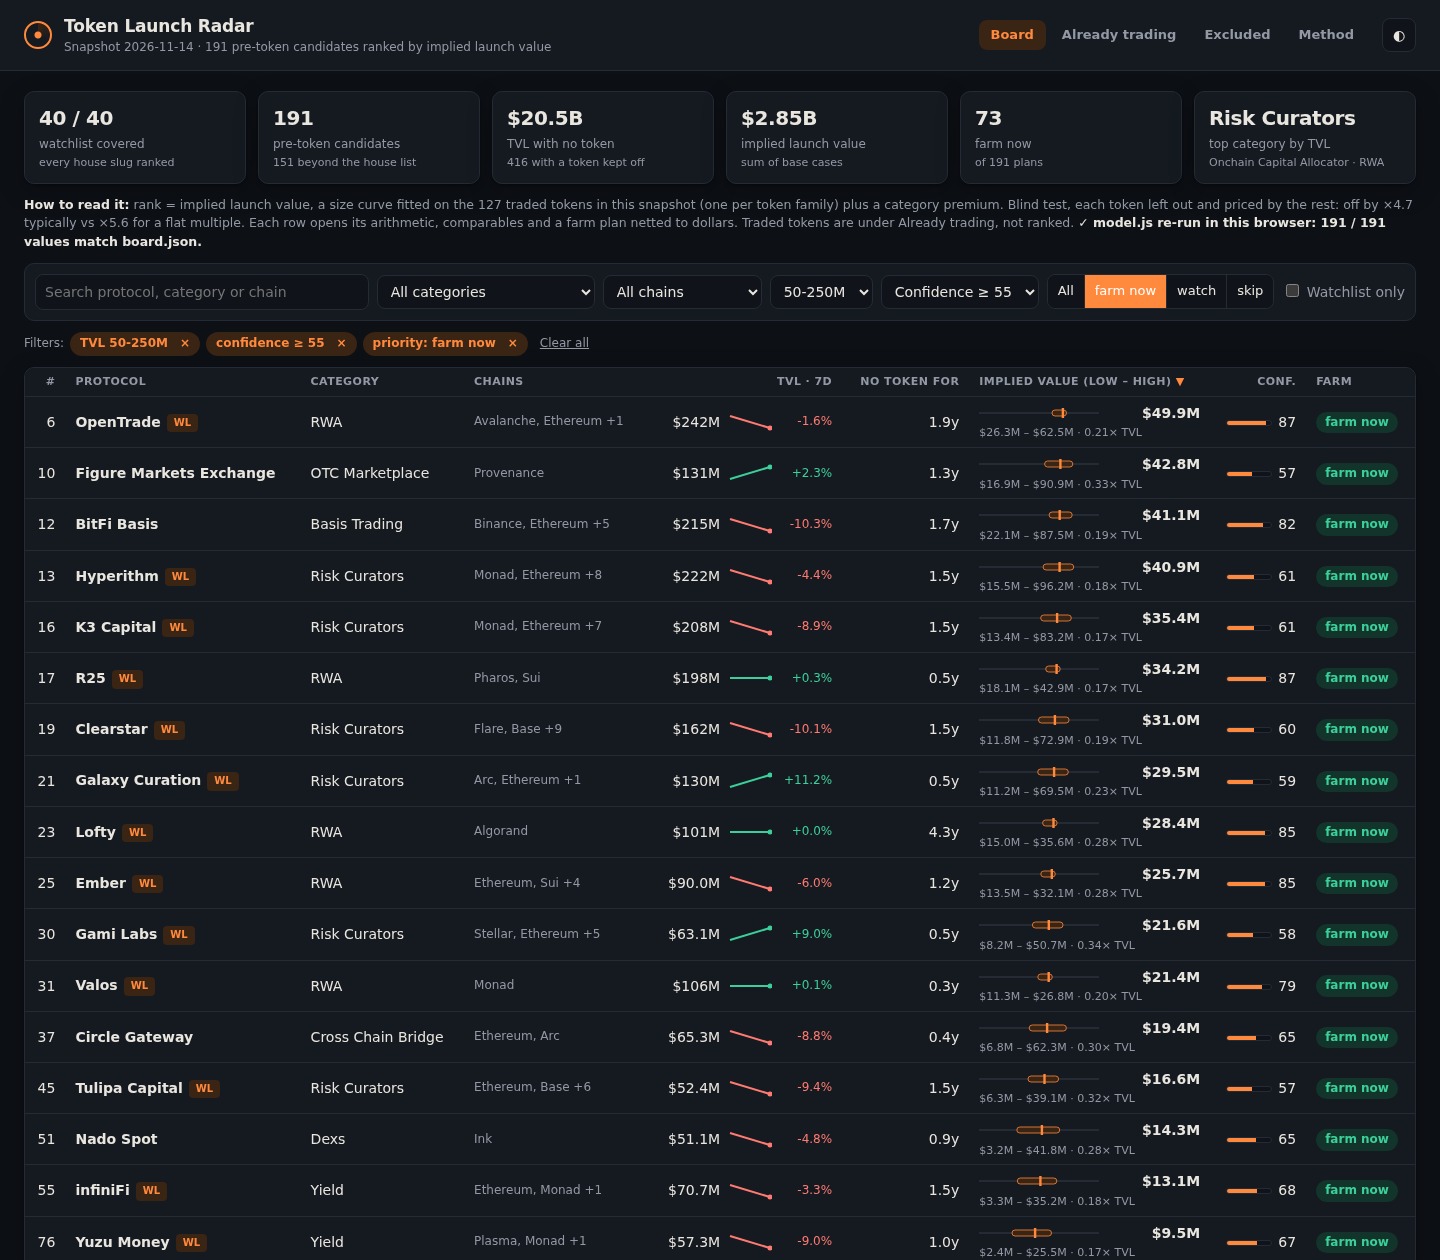 Token Launch Radar
Snapshot 2026-11-14 · 191 pre-token candidates ranked by implied launch value
Board Already trading Excluded Method
40 / 40
watchlist covered
every house slug ranked
191
pre-token candidates
151 beyond the house list
$20.5B
TVL with no token
416 with a token kept off
$2.85B
implied launch value
sum of base cases
73
farm now
of 191 plans
Risk Curators
top category by TVL
Onchain Capital Allocator · RWA
How to read it: rank = implied launch value, a size curve fitted on the 127 traded tokens in this snapshot (one per token family) plus a category premium. Blind test, each token left out and priced by the rest: off by ×4.7
typically vs ×5.6 for a flat multiple. Each row opens its arithmetic, comparables and a farm plan netted to dollars. Traded tokens are under Already trading, not ranked. ✓ model.js re-run in this browser: 191 / 191
values match board.json.
Search protocol, category or chain All categories All chains 50-250M Confidence ≥ 55 All farm now watch skip Watchlist only
Filters: TVL 50-250M × confidence ≥ 55 × priority: farm now × Clear all
# PROTOCOL CATEGORY CHAINS TVL · 7D NO TOKEN FOR IMPLIED VALUE (LOW – HIGH) ▼ CONF. FARM
6 OpenTrade WL RWA Avalanche, Ethereum +1 $242M -1.6% 1.9y $49.9M 87 farm now
$26.3M – $62.5M · 0.21× TVL
10 Figure Markets Exchange OTC Marketplace Provenance $131M +2.3% 1.3y $42.8M 57 farm now
$16.9M – $90.9M · 0.33× TVL
12 BitFi Basis Basis Trading Binance, Ethereum +5 $215M -10.3% 1.7y $41.1M 82 farm now
$22.1M – $87.5M · 0.19× TVL
13 Hyperithm WL Risk Curators Monad, Ethereum +8 $222M -4.4% 1.5y $40.9M 61 farm now
$15.5M – $96.2M · 0.18× TVL
16 K3 Capital WL Risk Curators Monad, Ethereum +7 $208M -8.9% 1.5y $35.4M 61 farm now
$13.4M – $83.2M · 0.17× TVL
17 R25 WL RWA Pharos, Sui $198M +0.3% 0.5y $34.2M 87 farm now
$18.1M – $42.9M · 0.17× TVL
19 Clearstar WL Risk Curators Flare, Base +9 $162M -10.1% 1.5y $31.0M 60 farm now
$11.8M – $72.9M · 0.19× TVL
21 Galaxy Curation WL Risk Curators Arc, Ethereum +1 $130M +11.2% 0.5y $29.5M 59 farm now
$11.2M – $69.5M · 0.23× TVL
23 Lofty WL RWA Algorand $101M +0.0% 4.3y $28.4M 85 farm now
$15.0M – $35.6M · 0.28× TVL
25 Ember WL RWA Ethereum, Sui +4 $90.0M -6.0% 1.2y $25.7M 85 farm now
$13.5M – $32.1M · 0.28× TVL
30 Gami Labs WL Risk Curators Stellar, Ethereum +5 $63.1M +9.0% 0.5y $21.6M 58 farm now
$8.2M – $50.7M · 0.34× TVL
31 Valos WL RWA Monad $106M +0.1% 0.3y $21.4M 79 farm now
$11.3M – $26.8M · 0.20× TVL
37 Circle Gateway Cross Chain Bridge Ethereum, Arc $65.3M -8.8% 0.4y $19.4M 65 farm now
$6.8M – $62.3M · 0.30× TVL
45 Tulipa Capital WL Risk Curators Ethereum, Base +6 $52.4M -9.4% 1.5y $16.6M 57 farm now
$6.3M – $39.1M · 0.32× TVL
51 Nado Spot Dexs Ink $51.1M -4.8% 0.9y $14.3M 65 farm now
$3.2M – $41.8M · 0.28× TVL
55 infiniFi WL Yield Ethereum, Monad +1 $70.7M -3.3% 1.5y $13.1M 68 farm now
$3.3M – $35.2M · 0.18× TVL
76 Yuzu Money WL Yield Plasma, Monad +1 $57.3M -9.0% 1.0y $9.5M 67 farm now
$2.4M – $25.5M · 0.17× TVL